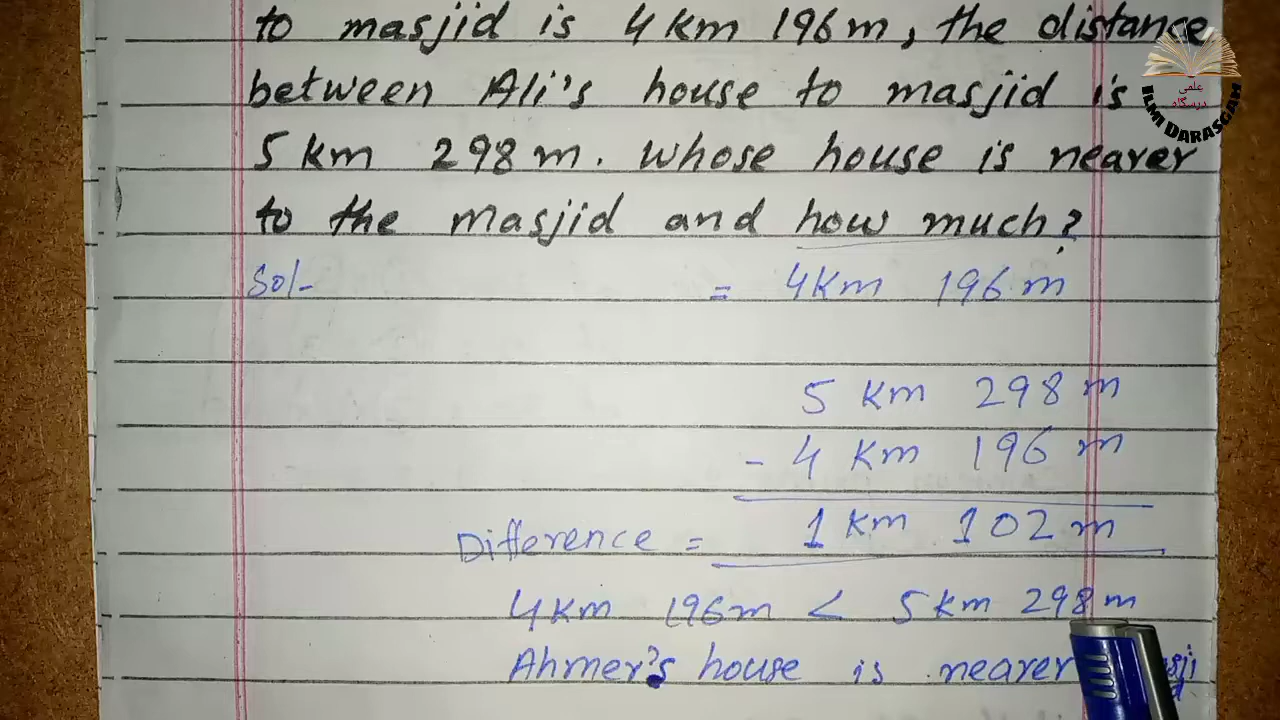 to masjid is 4 km 196 m, the distance
between Ali's house to masjid is
5 km 298 m. Whose house is nearer
to the masjid and how much?
Sol- = 4 Km 196 m
5 Km 298 m
- 4 Km 196 m
Difference = 1 Km 102 m
4 Km 196 m < 5 Km 298 m
Ahmer's house is nearer
علمی
درسگاہ
ILMI DARASGAH